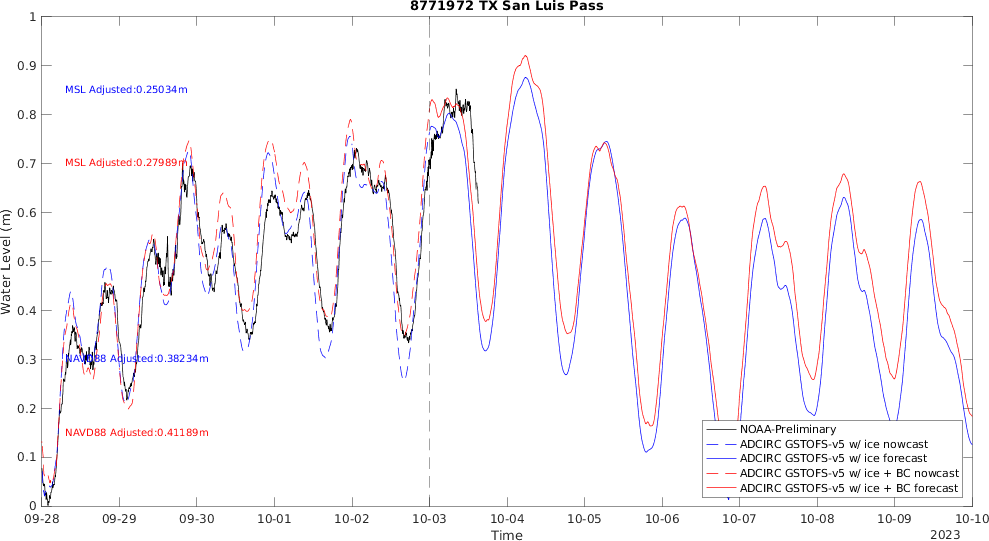 8771972 TX San Luis Pass
1
0.9
MSL Adjusted:0.25034m
0.8
0.7
MSL Adjusted:0.27989m
0.6
0.5
Water Level (m)
0.4
0.3
NAVD88 Adjusted:0.38234m
0.2
NAVD88 Adjusted:0.41189m
0.1
0
NOAA-Preliminary
ADCIRC GSTOFS-v5 w/ ice nowcast
ADCIRC GSTOFS-v5 w/ ice forecast
ADCIRC GSTOFS-v5 w/ ice + BC nowcast
ADCIRC GSTOFS-v5 w/ ice + BC forecast
09-28 09-29 09-30 10-01 10-02 10-03 10-04 10-05 10-06 10-07 10-08 10-09 10-10
Time
2023